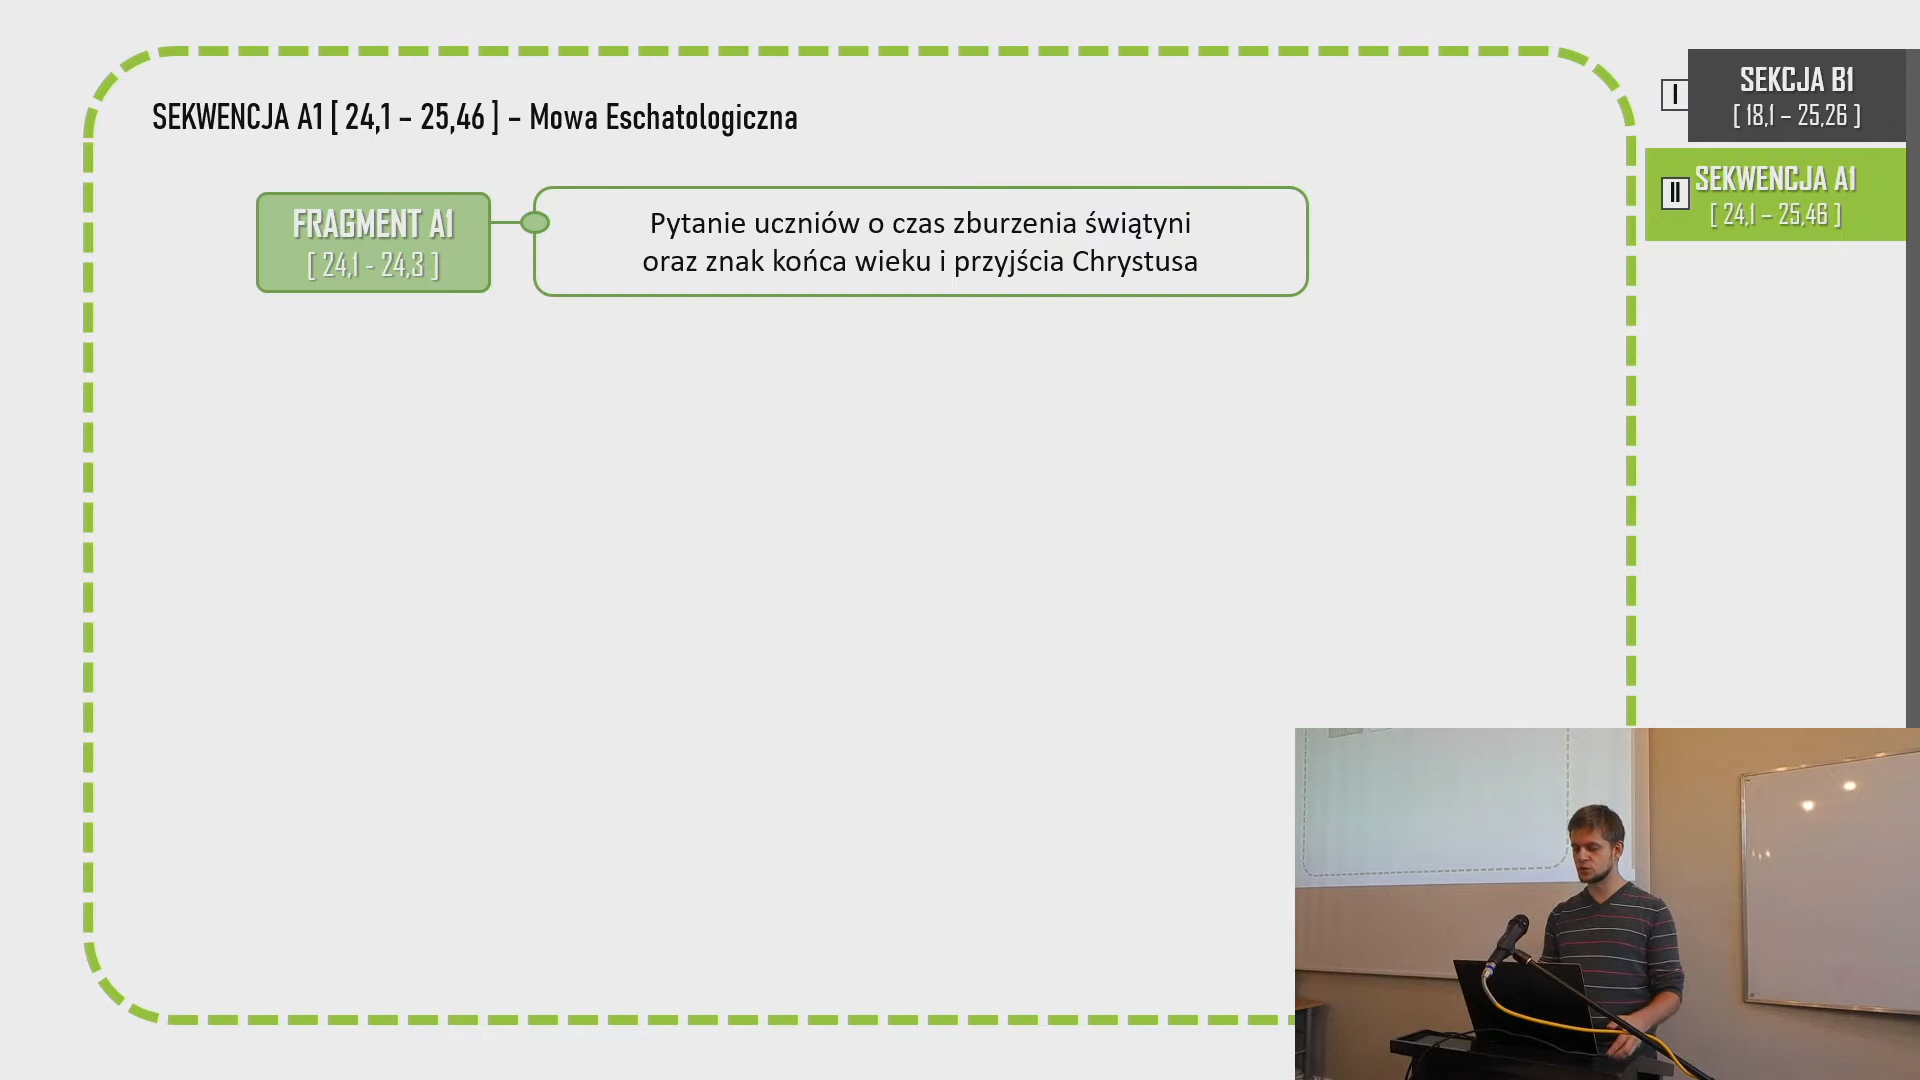 SEKWENCJA A1 [ 24,1 – 25,46 ] – Mowa Eschatologiczna
FRAGMENT A1
[ 24,1 - 24,3 ]
Pytanie uczniów o czas zburzenia świątyni
oraz znak końca wieku i przyjścia Chrystusa
I
SEKCJA B1
[ 18,1 – 25,26 ]
II
SEKWENCJA A1
[ 24,1 – 25,46 ]